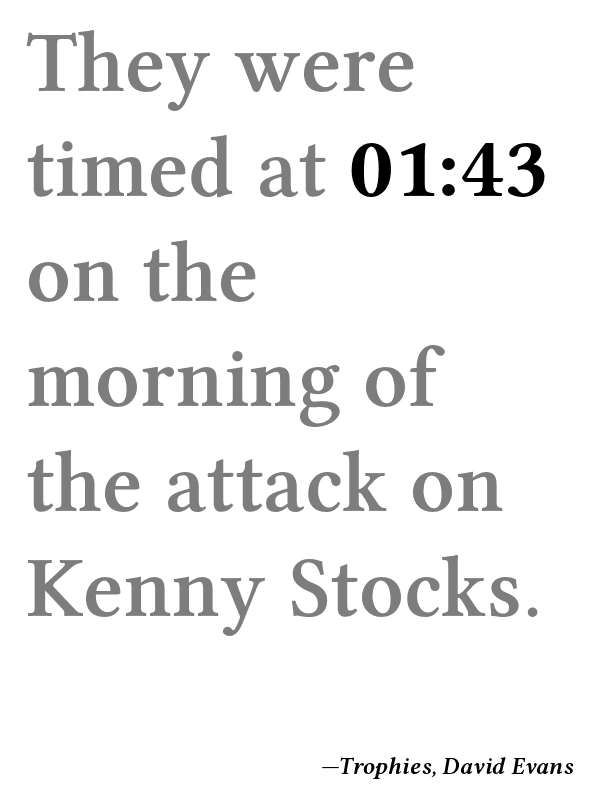 They were
timed at 01:43
on the
morning of
the attack on
Kenny Stocks.
—Trophies, David Evans